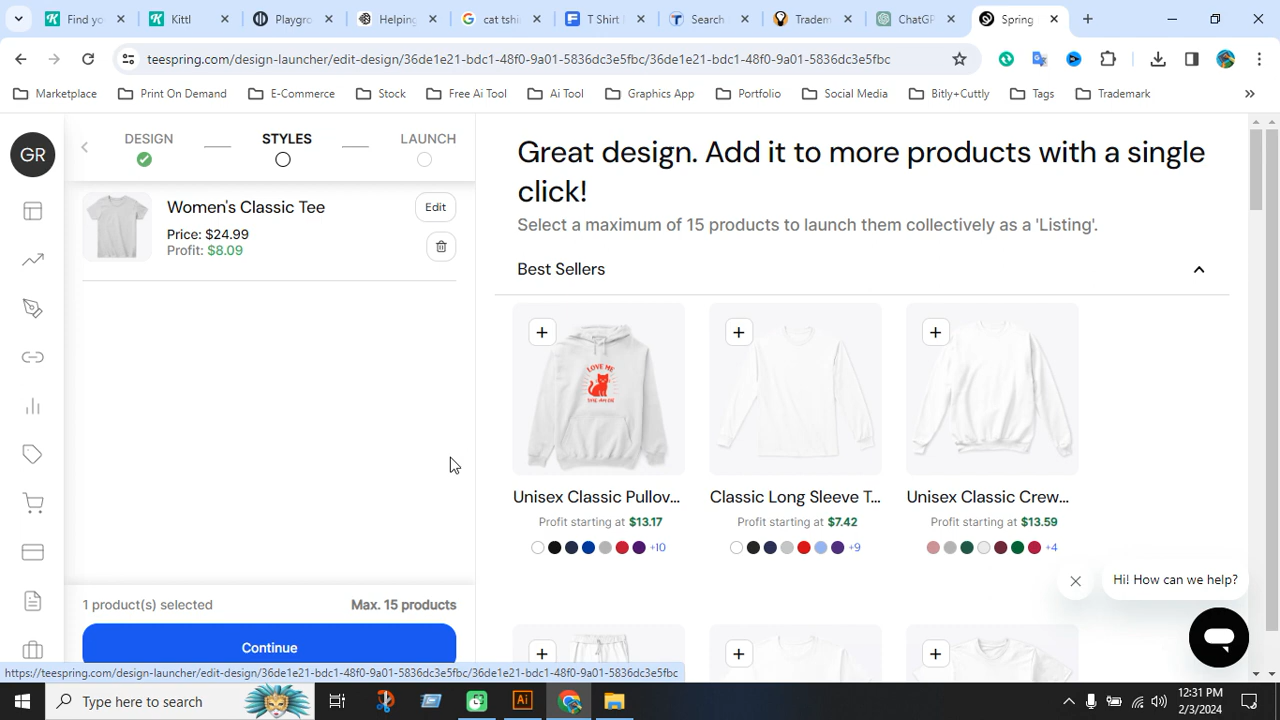 Find yo
Kittl
Playgro
Helping
cat tshi
T Shirt
Search
Tradem
ChatGP
Spring
teespring.com/design-launcher/edit-design/36de1e21-bdc1-48f0-9a01-5836dc3e5fbc/36de1e21-bdc1-48f0-9a01-5836dc3e5fbc
Marketplace
Print On Demand
E-Commerce
Stock
Free Ai Tool
Ai Tool
Graphics App
Portfolio
Social Media
Bitly+Cuttly
Tags
Trademark
GR
DESIGN
STYLES
LAUNCH
Women's Classic Tee
Edit
Price: $24.99
Profit: $8.09
1 product(s) selected
Max. 15 products
Continue
Great design. Add it to more products with a single
click!
Select a maximum of 15 products to launch them collectively as a 'Listing'.
Best Sellers
LOVE ME
Unisex Classic Pullov...
Profit starting at $13.17
+10
Classic Long Sleeve T...
Profit starting at $7.42
+9
Unisex Classic Crew...
Profit starting at $13.59
+4
Hi! How can we help?
https://teespring.com/design-launcher/edit-design/36de1e21-bdc1-48f0-9a01-5836dc3e5fbc/36de1e21-bdc1-48f0-9a01-5836dc3e5fbc
Type here to search
Ai
12:31 PM
2/3/2024